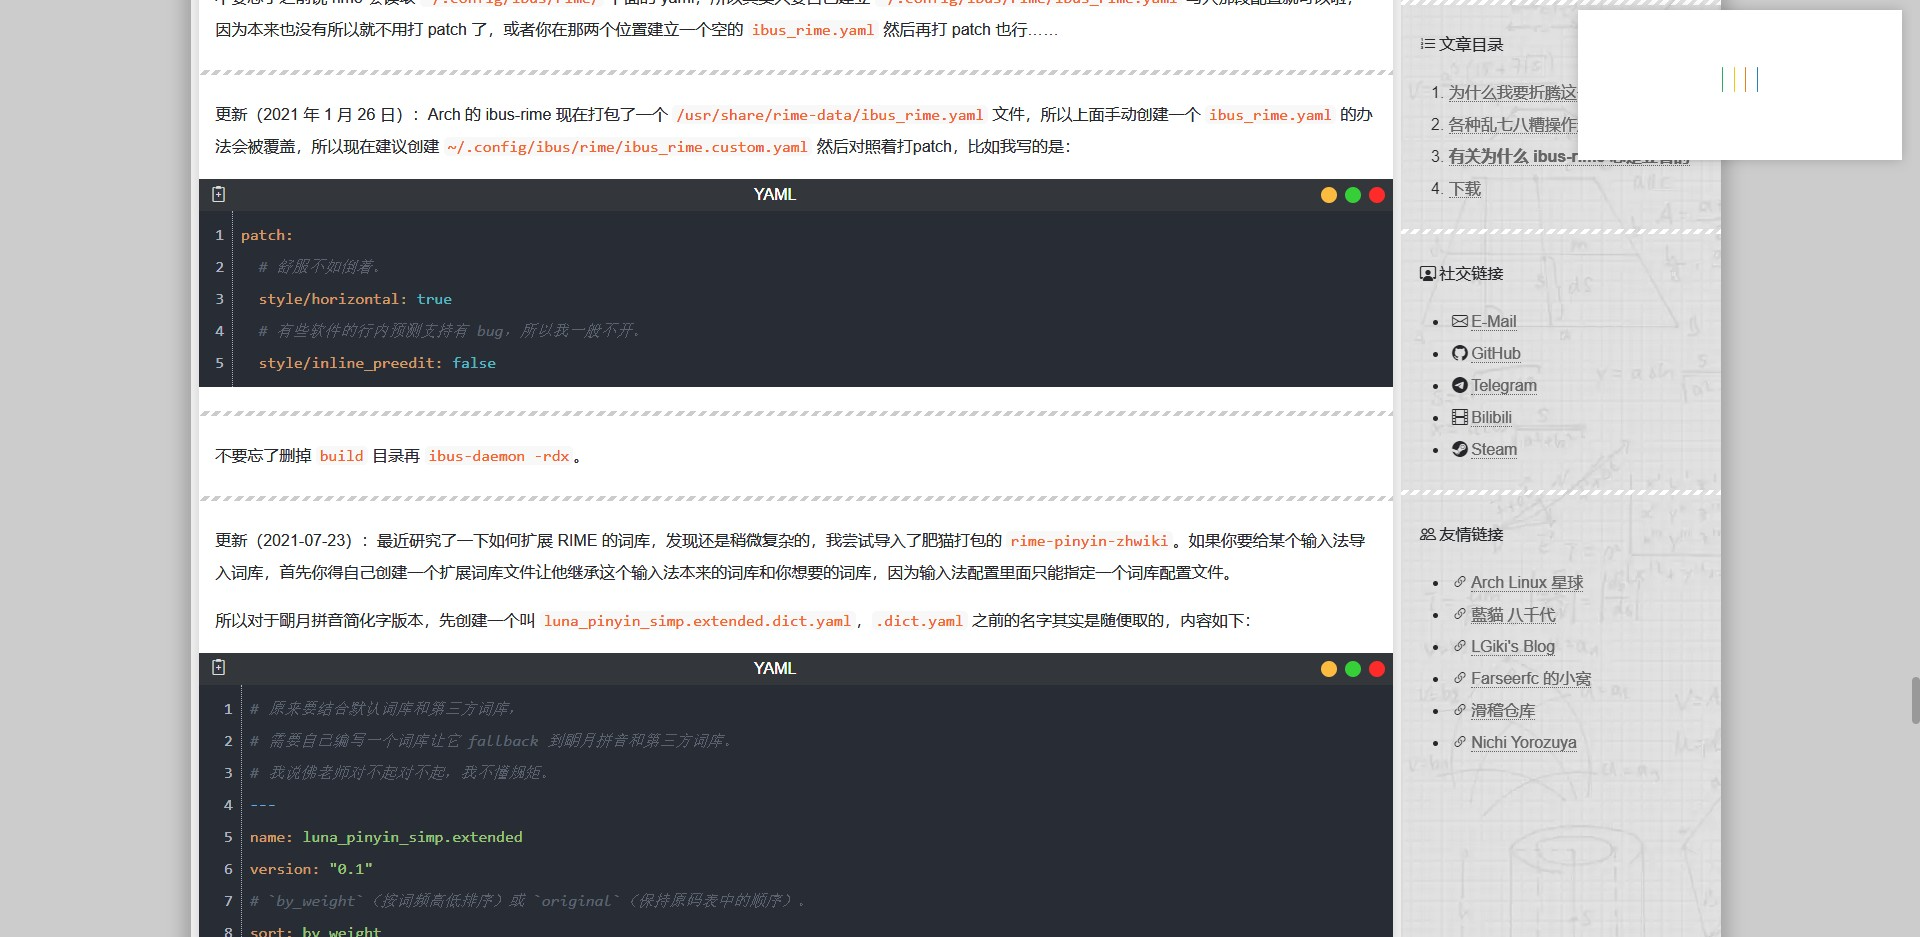 因为本来也没有所以就不用打 patch 了，或者你在那两个位置建立一个空的 ibus_rime.yaml 然后再打 patch 也行……
更新（2021 年 1 月 26 日）：Arch 的 ibus-rime 现在打包了一个 /usr/share/rime-data/ibus_rime.yaml 文件，所以上面手动创建一个 ibus_rime.yaml 的办
法会被覆盖，所以现在建议创建 ~/.config/ibus/rime/ibus_rime.custom.yaml 然后对照着打patch，比如我写的是：
YAML
1 patch:
2 # 舒服不如倒着。
3 style/horizontal: true
4 # 有些软件的行内预测支持有 bug，所以我一般不开。
5 style/inline_preedit: false
不要忘了删掉 build 目录再 ibus-daemon -rdx。
更新（2021-07-23）：最近研究了一下如何扩展 RIME 的词库，发现还是稍微复杂的，我尝试导入了肥猫打包的 rime-pinyin-zhwiki。如果你要给某个输入法导
入词库，首先你得自己创建一个扩展词库文件让他继承这个输入法本来的词库和你想要的词库，因为输入法配置里面只能指定一个词库配置文件。
所以对于朙月拼音简化字版本，先创建一个叫 luna_pinyin_simp.extended.dict.yaml，.dict.yaml 之前的名字其实是随便取的，内容如下：
YAML
1 # 原来要结合默认词库和第三方词库，
2 # 需要自己编写一个词库让它 fallback 到朙月拼音和第三方词库。
3 # 我说佛老师对不起对不起，我不懂规矩。
4 ---
5 name: luna_pinyin_simp.extended
6 version: "0.1"
7 # `by_weight`（按词频高低排序）或 `original`（保持原码表中的顺序）。
8 sort: by_weight
文章目录
1. 为什么我要折腾这
2. 各种乱七八糟操作
3. 有关为什么 ibus-r
4. 下载
社交链接
E-Mail
GitHub
Telegram
Bilibili
Steam
友情链接
Arch Linux 星球
藍貓 八千代
LGiki's Blog
Farseerfc 的小窝
滑稽仓库
Nichi Yorozuya